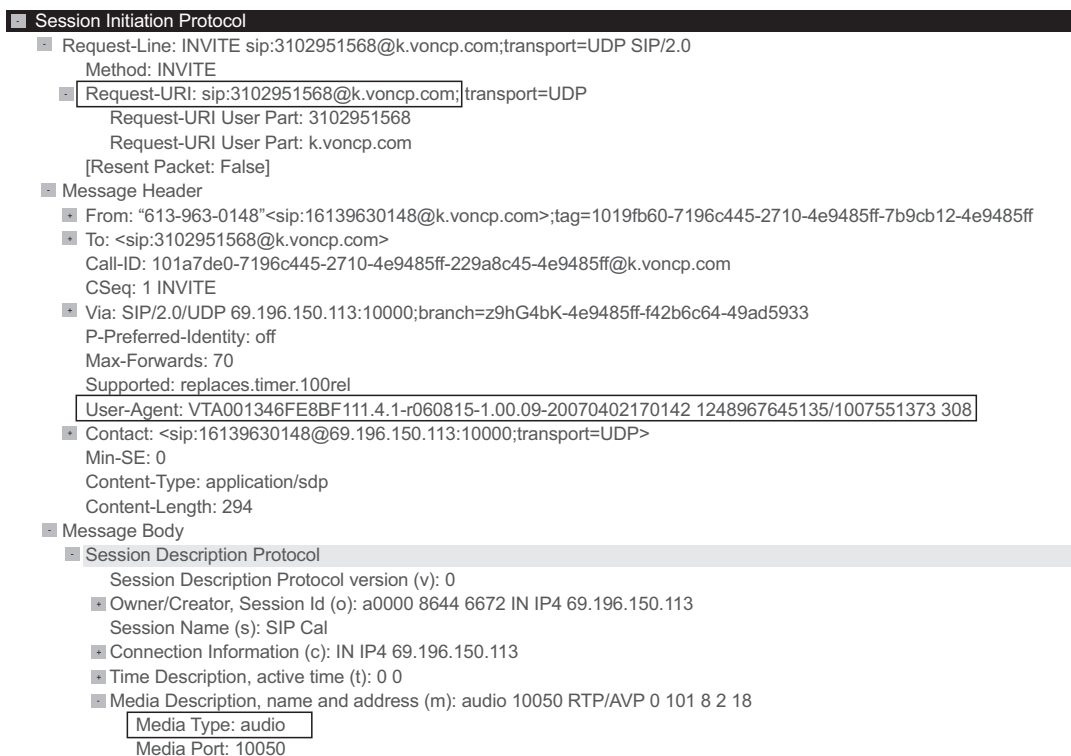 Session Initiation Protocol
Request-Line: INVITE sip:3102951568@k.voncp.com;transport=UDP SIP/2.0
Method: INVITE
Request-URI: sip:3102951568@k.voncp.com; transport=UDP
Request-URI User Part: 3102951568
Request-URI User Part: k.voncp.com
[Resent Packet: False]
Message Header
From: “613-963-0148”<sip:16139630148@k.voncp.com>;tag=1019fb60-7196c445-2710-4e9485ff-7b9cb12-4e9485ff
To: <sip:3102951568@k.voncp.com>
Call-ID: 101a7de0-7196c445-2710-4e9485ff-229a8c45-4e9485ff@k.voncp.com
CSeq: 1 INVITE
Via: SIP/2.0/UDP 69.196.150.113:10000;branch=z9hG4bK-4e9485ff-f42b6c64-49ad5933
P-Preferred-Identity: off
Max-Forwards: 70
Supported: replaces.timer.100rel
User-Agent: VTA001346FE8BF111.4.1-r060815-1.00.09-20070402170142 1248967645135/1007551373 308
Contact: <sip:16139630148@69.196.150.113:10000;transport=UDP>
Min-SE: 0
Content-Type: application/sdp
Content-Length: 294
Message Body
Session Description Protocol
Session Description Protocol version (v): 0
Owner/Creator, Session Id (o): a0000 8644 6672 IN IP4 69.196.150.113
Session Name (s): SIP Cal
Connection Information (c): IN IP4 69.196.150.113
Time Description, active time (t): 0 0
Media Description, name and address (m): audio 10050 RTP/AVP 0 101 8 2 18
Media Type: audio
Media Port: 10050